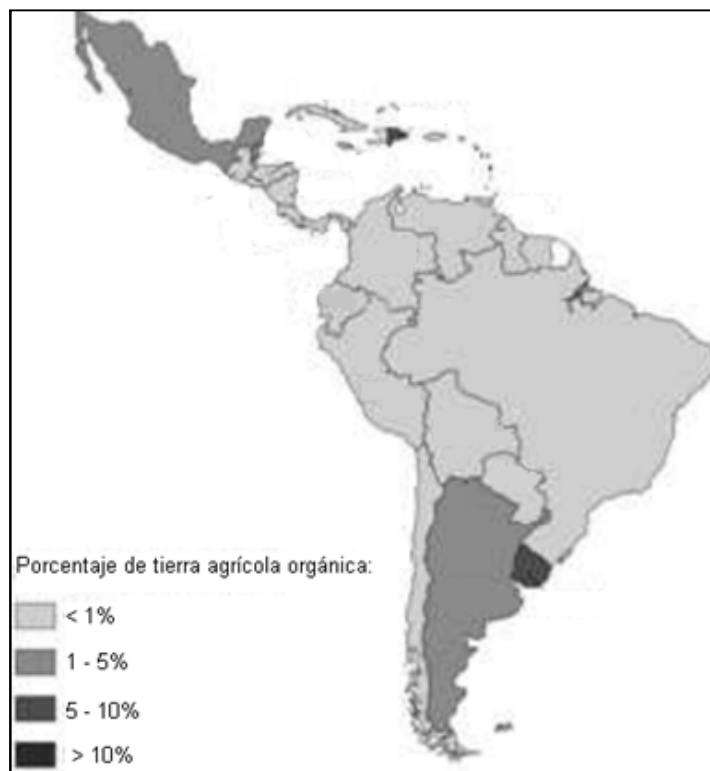 Porcentaje de tierra agrícola orgánica:
< 1%
1 - 5%
5 - 10%
> 10%